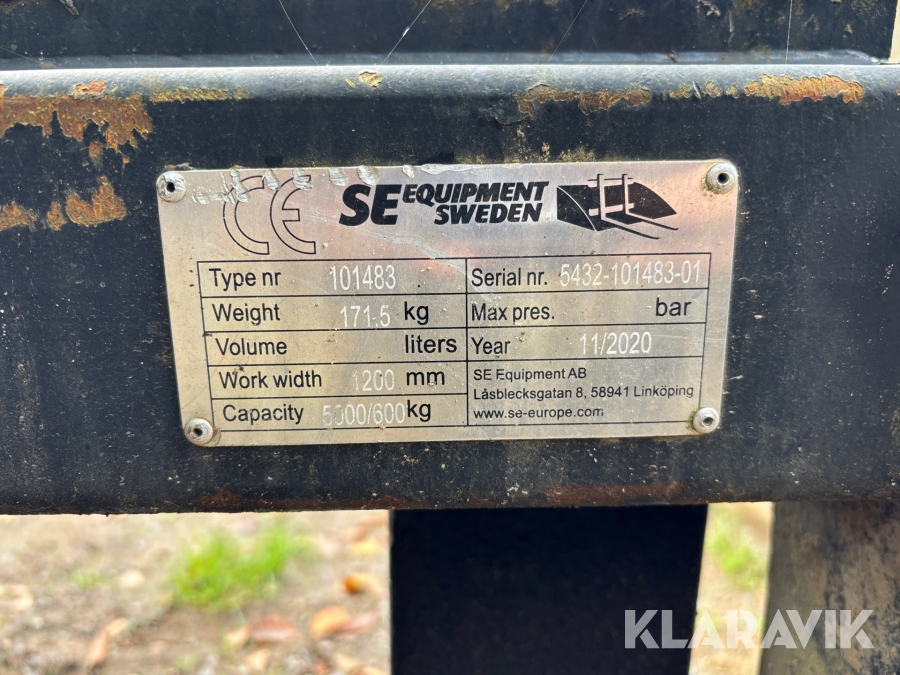 CE SE EQUIPMENT SWEDEN
Type nr 101483 Serial nr. 5432-101483-01
Weight 171.5 kg Max pres. bar
Volume liters Year 11/2020
Work width 1200 mm SE Equipment AB
Låsblecksgatan 8, 58941 Linköping
Capacity 5000/600 kg www.se-europe.com
KLARAVIK